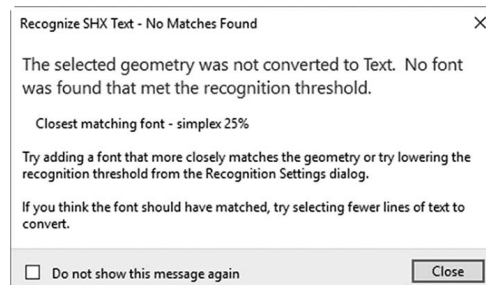 Recognize SHX Text - No Matches Found
The selected geometry was not converted to Text. No font
was found that met the recognition threshold.
Closest matching font - simplex 25%
Try adding a font that more closely matches the geometry or try lowering the
recognition threshold from the Recognition Settings dialog.
If you think the font should have matched, try selecting fewer lines of text to
convert.
Do not show this message again
Close